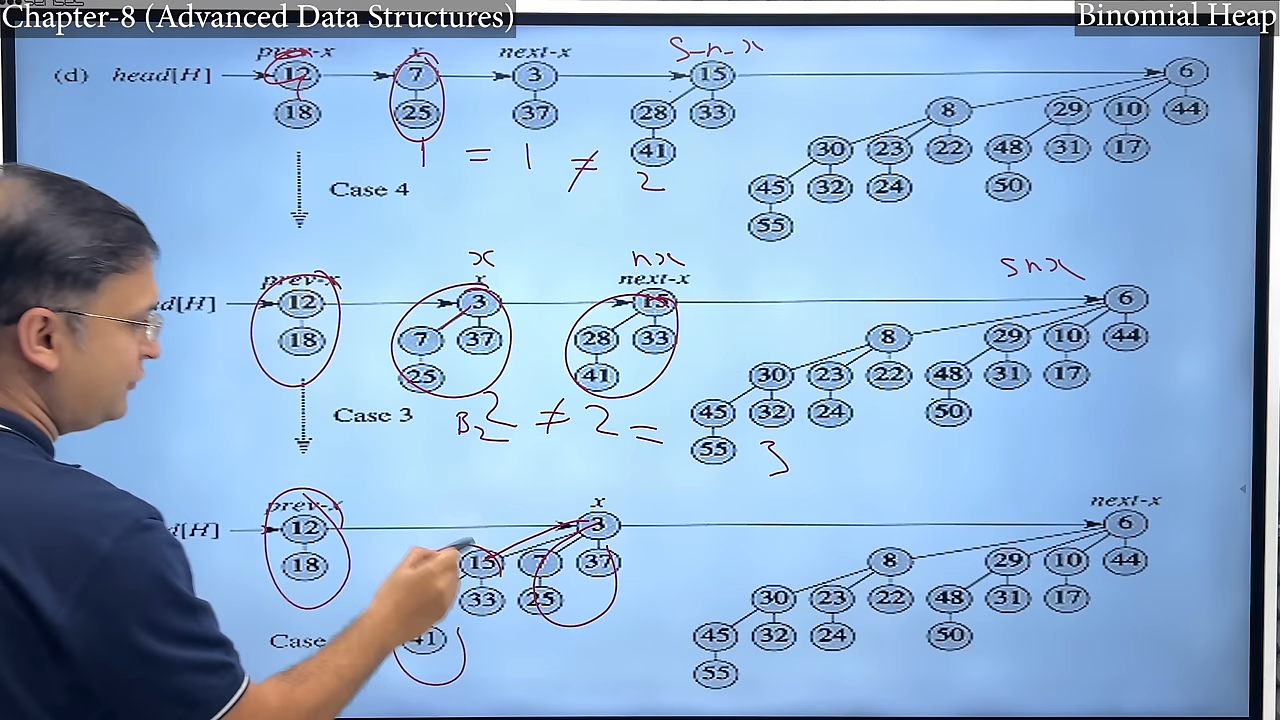 Chapter-8 (Advanced Data Structures)
Binomial Heap
prev-x x next-x S-n-x
(d) head[H] 12 7 3 15 6
18 25 37 28 33 8 29 10 44
1 = 1 ≠ 41 30 23 22 48 31 17
Case 4 2 45 32 24 50
55
x nx snx
prev-x x next-x
d[H] 12 3 15 6
18 7 37 28 33 8 29 10 44
25 41 30 23 22 48 31 17
Case 3 B2 2 ≠ 2 = 45 32 24 50
55 3
prev-x x next-x
d[H] 12 3 6
18 15 7 37 8 29 10 44
33 25 30 23 22 48 31 17
Case 41 45 32 24 50
55